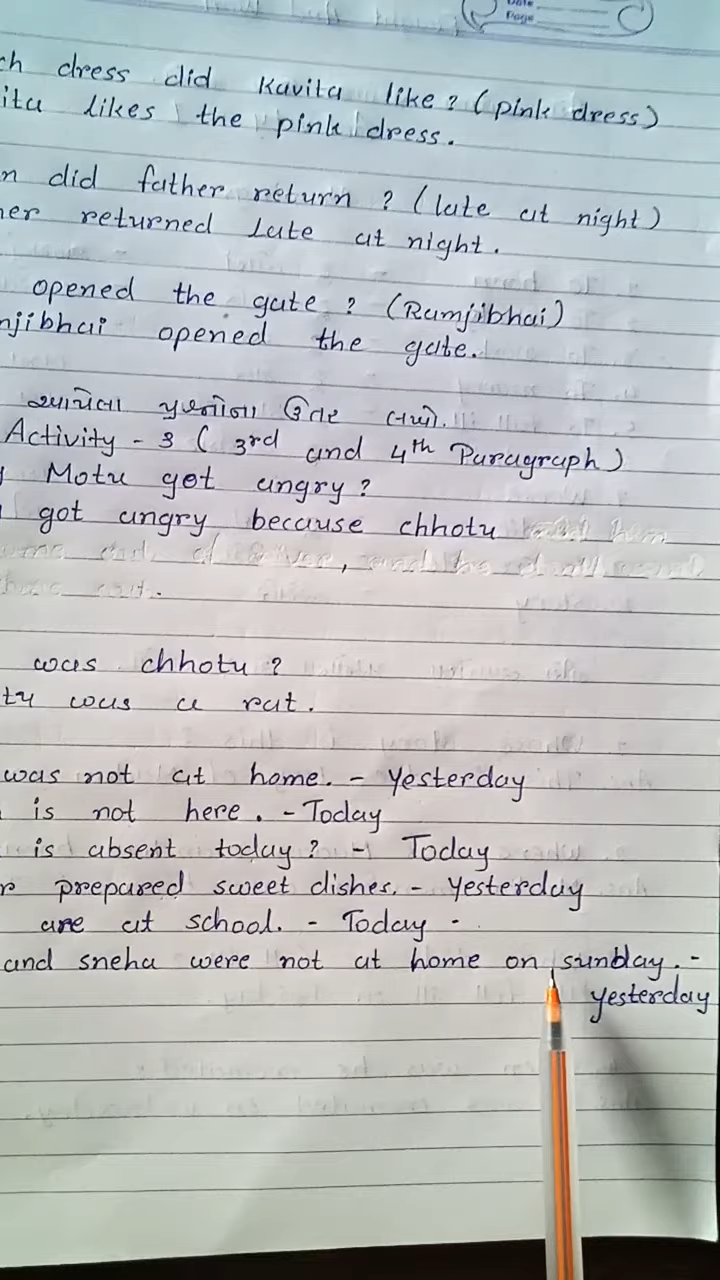 Date
Page
ch dress did Kavita like ? (pink dress)
ita likes the pink dress.
n did father return ? (late at night)
her returned late at night.
opened the gate ? (Ramjibhai)
njibhai opened the gate.
આપેલા પ્રશ્નોના ઉત્તર
Activity - 3 ( 3rd and 4th Paragraph )
y Motu got angry ?
got angry because chhotu
was chhotu ?
tu was a rat.
was not at home. - Yesterday
is not here. - Today
is absent today ? - Today
r prepared sweet dishes. - Yesterday
are at school. - Today -
and sneha were not at home on sunday. -
yesterday